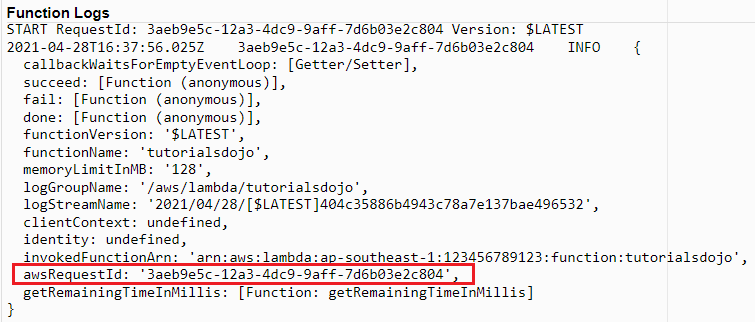 Function Logs
START RequestId: 3aeb9e5c-12a3-4dc9-9aff-7d6b03e2c804 Version: $LATEST
2021-04-28T16:37:56.025Z    3aeb9e5c-12a3-4dc9-9aff-7d6b03e2c804    INFO    {
  callbackWaitsForEmptyEventLoop: [Getter/Setter],
  succeed: [Function (anonymous)],
  fail: [Function (anonymous)],
  done: [Function (anonymous)],
  functionVersion: '$LATEST',
  functionName: 'tutorialsdojo',
  memoryLimitInMB: '128',
  logGroupName: '/aws/lambda/tutorialsdojo',
  logStreamName: '2021/04/28/[$LATEST]404c35886b4943c78a7e137bae496532',
  clientContext: undefined,
  identity: undefined,
  invokedFunctionArn: 'arn:aws:lambda:ap-southeast-1:123456789123:function:tutorialsdojo',
  awsRequestId: '3aeb9e5c-12a3-4dc9-9aff-7d6b03e2c804',
  getRemainingTimeInMillis: [Function: getRemainingTimeInMillis]
}